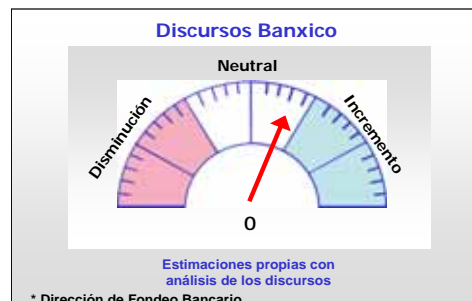 Discursos Banxico
Neutral
Disminución
Incremento
0
Estimaciones propias con
análisis de los discursos
* Dirección de Fondeo Bancario